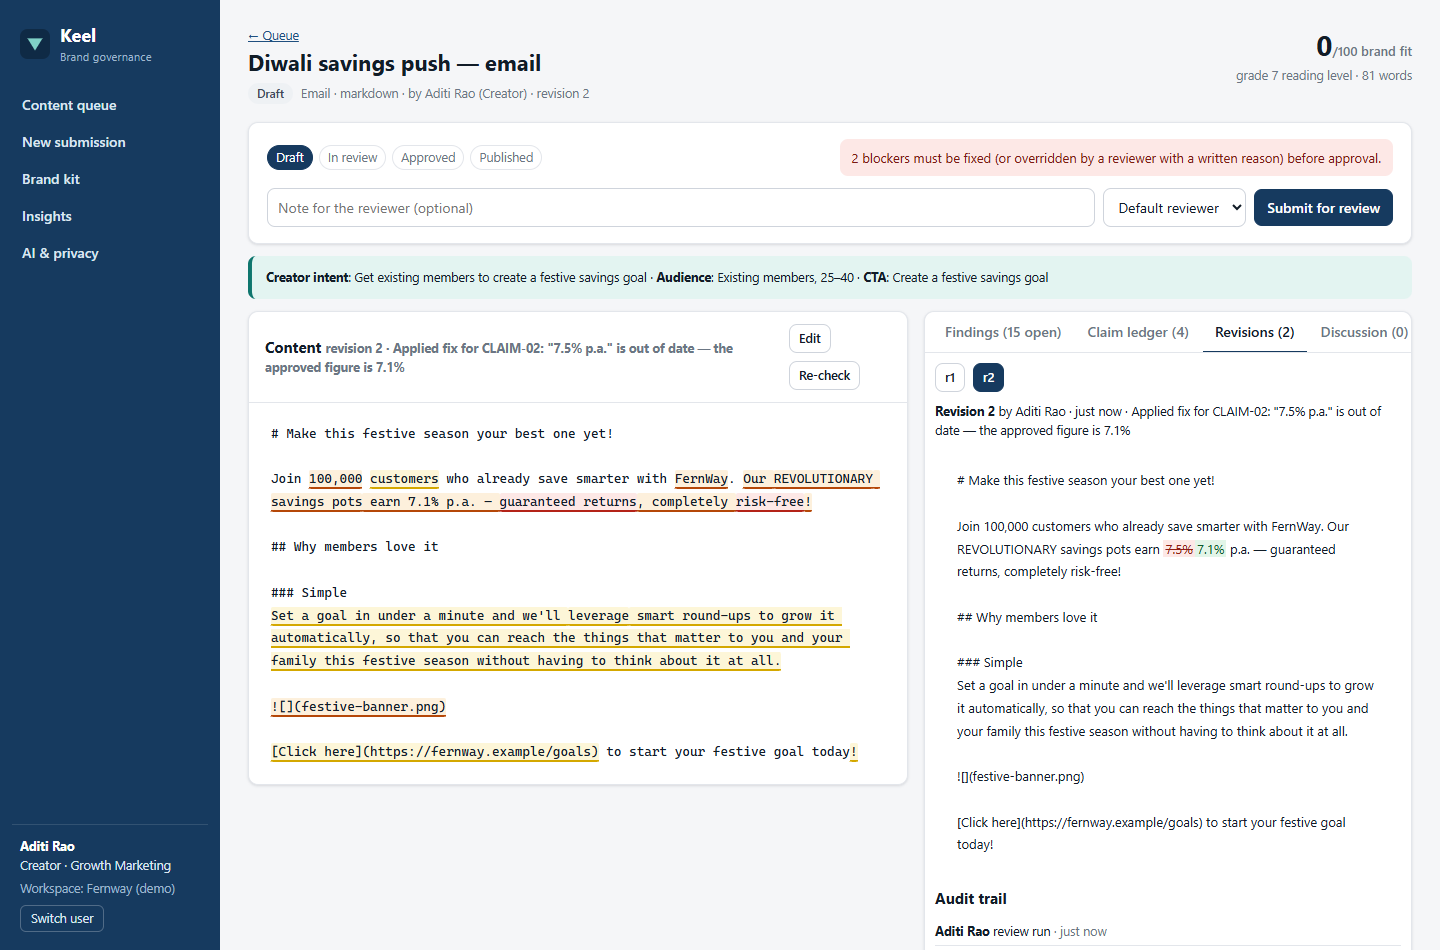 Keel
Brand governance
Content queue
New submission
Brand kit
Insights
AI & privacy
Aditi Rao
Creator · Growth Marketing
Workspace: Fernway (demo)
Switch user
← Queue
Diwali savings push — email
Draft Email · markdown · by Aditi Rao (Creator) · revision 2
0/100 brand fit
grade 7 reading level · 81 words
Draft In review Approved Published
2 blockers must be fixed (or overridden by a reviewer with a written reason) before approval.
Note for the reviewer (optional)
Default reviewer
Submit for review
Creator intent: Get existing members to create a festive savings goal · Audience: Existing members, 25–40 · CTA: Create a festive savings goal
Content revision 2 · Applied fix for CLAIM-02: "7.5% p.a." is out of date — the
approved figure is 7.1%
Edit
Re-check
# Make this festive season your best one yet!
Join 100,000 customers who already save smarter with FernWay. Our REVOLUTIONARY
savings pots earn 7.1% p.a. — guaranteed returns, completely risk-free!
## Why members love it
### Simple
Set a goal in under a minute and we'll leverage smart round-ups to grow it
automatically, so that you can reach the things that matter to you and your
family this festive season without having to think about it at all.
![](festive-banner.png)
[Click here](https://fernway.example/goals) to start your festive goal today!
Findings (15 open) Claim ledger (4) Revisions (2) Discussion (0)
r1 r2
Revision 2 by Aditi Rao · just now · Applied fix for CLAIM-02: "7.5% p.a." is out of
date — the approved figure is 7.1%
# Make this festive season your best one yet!
Join 100,000 customers who already save smarter with FernWay. Our
REVOLUTIONARY savings pots earn 7.5% 7.1% p.a. — guaranteed
returns, completely risk-free!
## Why members love it
### Simple
Set a goal in under a minute and we'll leverage smart round-ups to grow
it automatically, so that you can reach the things that matter to you and
your family this festive season without having to think about it at all.
![](festive-banner.png)
[Click here](https://fernway.example/goals) to start your festive goal
today!
Audit trail
Aditi Rao review run · just now